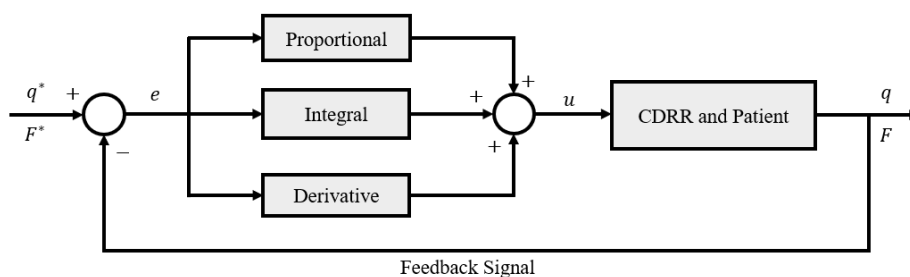 Proportional
+
q* + e + u q
Integral CDRR and Patient
F* F
− +
Derivative
Feedback Signal